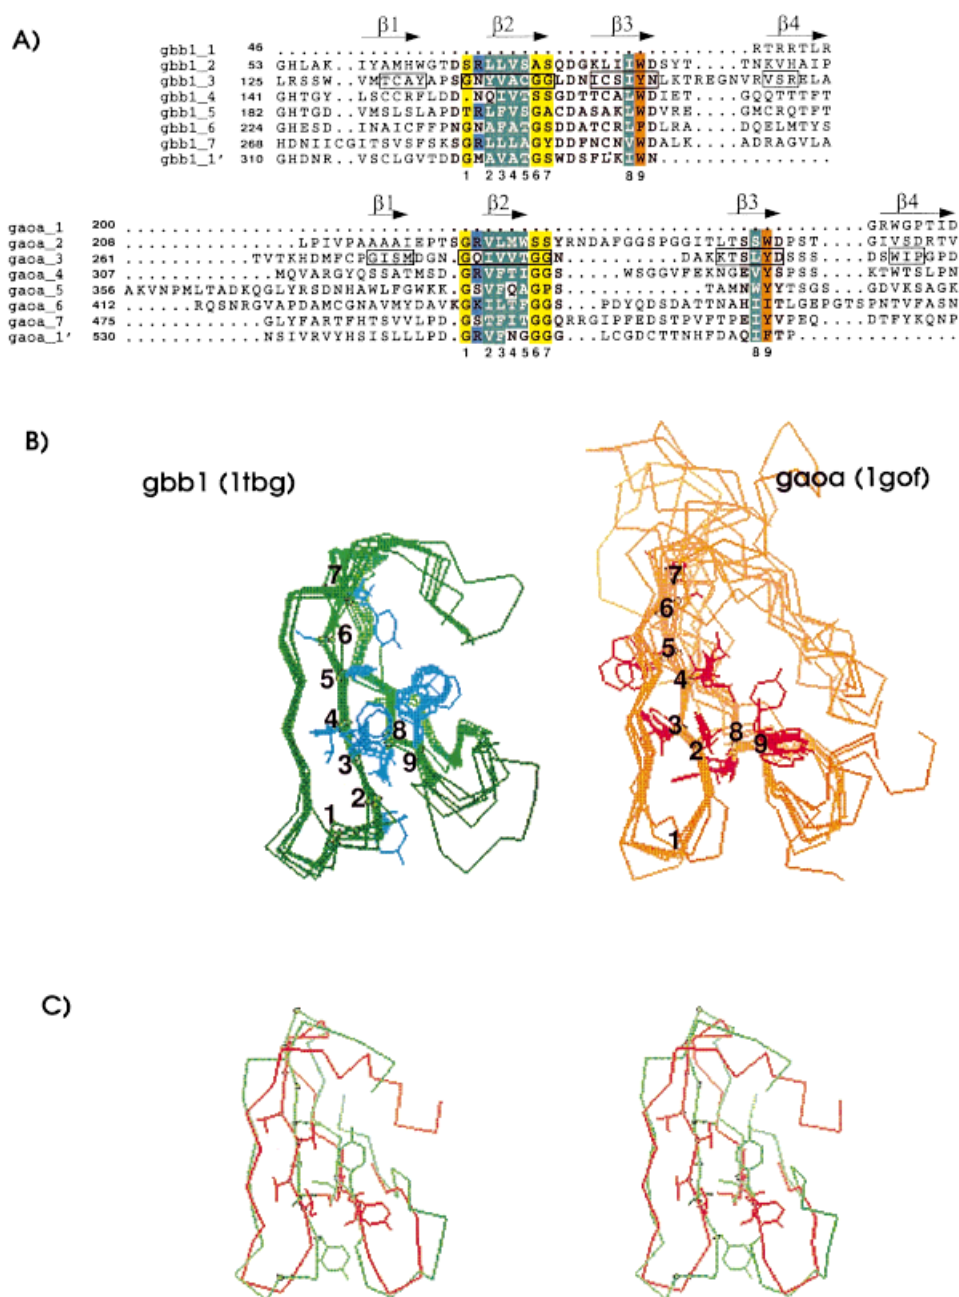 A)
β1 β2 β3 β4
gbb1_1 46 ......RTRRTLR
gbb1_2 53 GHLAK..IYAMHWGTDSRLLVSASQDGKLIIWDSYT....TNKVHAIP
gbb1_3 125 LRSSW..VMTCAYAPSGNYVACGGLDNICSIYNLKTREGNVRVSRELA
gbb1_4 141 GHTGY..LSCCRFLDD.NQIVTSSGDTTCALWDIET....GQQTTTFT
gbb1_5 182 HTGD..VMSLSLAPDTRLFVSGACDASAKLWDVRE....GMCRQTFT
gbb1_6 224 GHESD..INAICFFPNGNAFATGSDDATCRLFDLRA....DQELMTYS
gbb1_7 268 HDNIICGITSVSFSKSGRLLLAGYDDFNCNVWDALK....ADRAGVLA
gbb1_1' 310 GHDNR..VSCLGVTDDGMAVATGSWDSFLKIWN
1 2 3 4 5 6 7 8 9
β1 β2 β3 β4
gaoa_1 200 GRWGPTID
gaoa_2 208 LPIVPAAAAIEPTSGRVLMWSSYRNDAFGGSPGGITLTSSWDPST....GIVSDRTV
gaoa_3 261 TVTKHDMFCPGISMDGN.GQIVVTGGN.......DAKKTSLYDSPSS....DSWIPGPD
gaoa_4 307 MQVARGYQSSATMSD.GRVFTIGGS.....WSGGVFEKNGEVYSPSS....KTWTSLPN
gaoa_5 356 AKVNPMLTADKQGLYRSDNHAWLFGWKK.GSVFQAGPS.........TAMNWYYTSGS....GDVKSAGK
gaoa_6 412 RQSNRGVAPDAMCGNAVMYDAVKGKILTFGGS...PDYQDSDATTNAHIITLGEPGTSPNTVFASN
gaoa_7 475 GLYFARTFHTSVVLPD.GSTFITGGQRRGIPFEDSTPVFTPEIYVPEQ....DTFYKQNP
gaoa_1' 530 NSIVRVYHSISLLLPD.GRVFNGGGG...LCGDCTTNHFDAQIFTP
1 2 3 4 5 6 7 8 9
B)
gbb1 (1tbg) gaoa (1gof)
7 6 5 4 3 2 1 8 9
7 6 5 4 3 2 1 8 9
C)